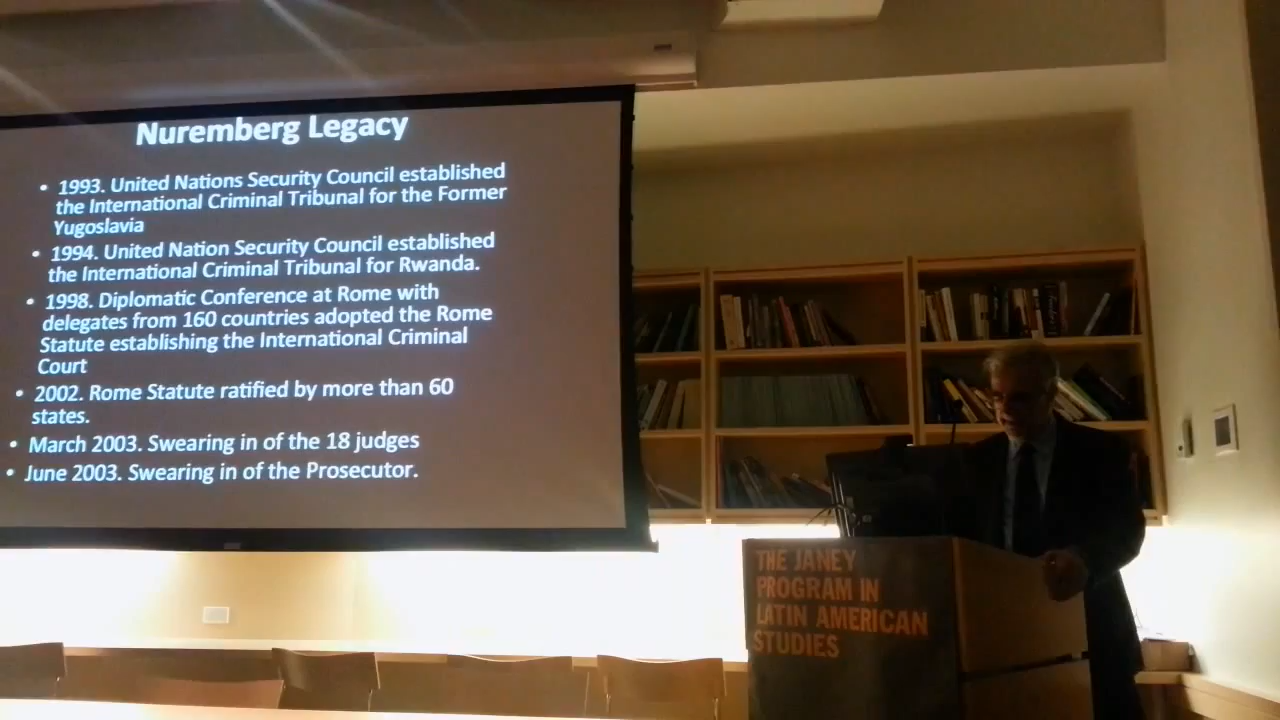 Nuremberg Legacy
• 1993. United Nations Security Council established
the International Criminal Tribunal for the Former
Yugoslavia
• 1994. United Nation Security Council established
the International Criminal Tribunal for Rwanda.
• 1998. Diplomatic Conference at Rome with
delegates from 160 countries adopted the Rome
Statute establishing the International Criminal
Court
• 2002. Rome Statute ratified by more than 60
states.
• March 2003. Swearing in of the 18 judges
• June 2003. Swearing in of the Prosecutor.
THE JANEY
PROGRAM IN
LATIN AMERICAN
STUDIES